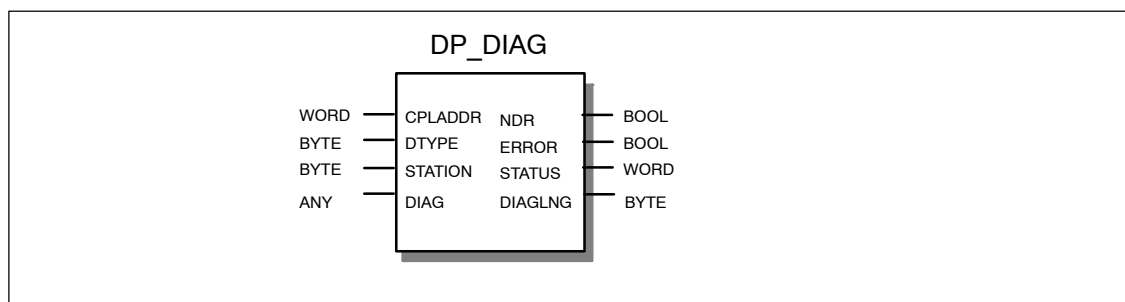 DP_DIAG
WORD CPLADDR NDR BOOL
BYTE DTYPE ERROR BOOL
BYTE STATION STATUS WORD
ANY DIAG DIAGLNG BYTE